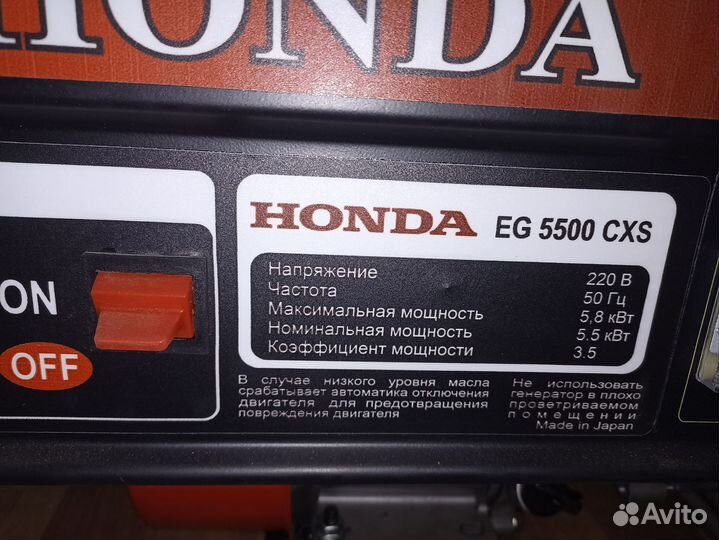 HONDA
HONDA EG 5500 CXS
Напряжение 220 В
Частота 50 Гц
Максимальная мощность 5,8 кВт
Номинальная мощность 5.5 кВт
Коэффициент мощности 3.5
ON
OFF
В случае низкого уровня масла
срабатывает автоматика отключения
двигателя для предотвращения
повреждения двигателя
Не использовать
генератор в плохо
проветриваемом
помещении
Made in Japan
Avito